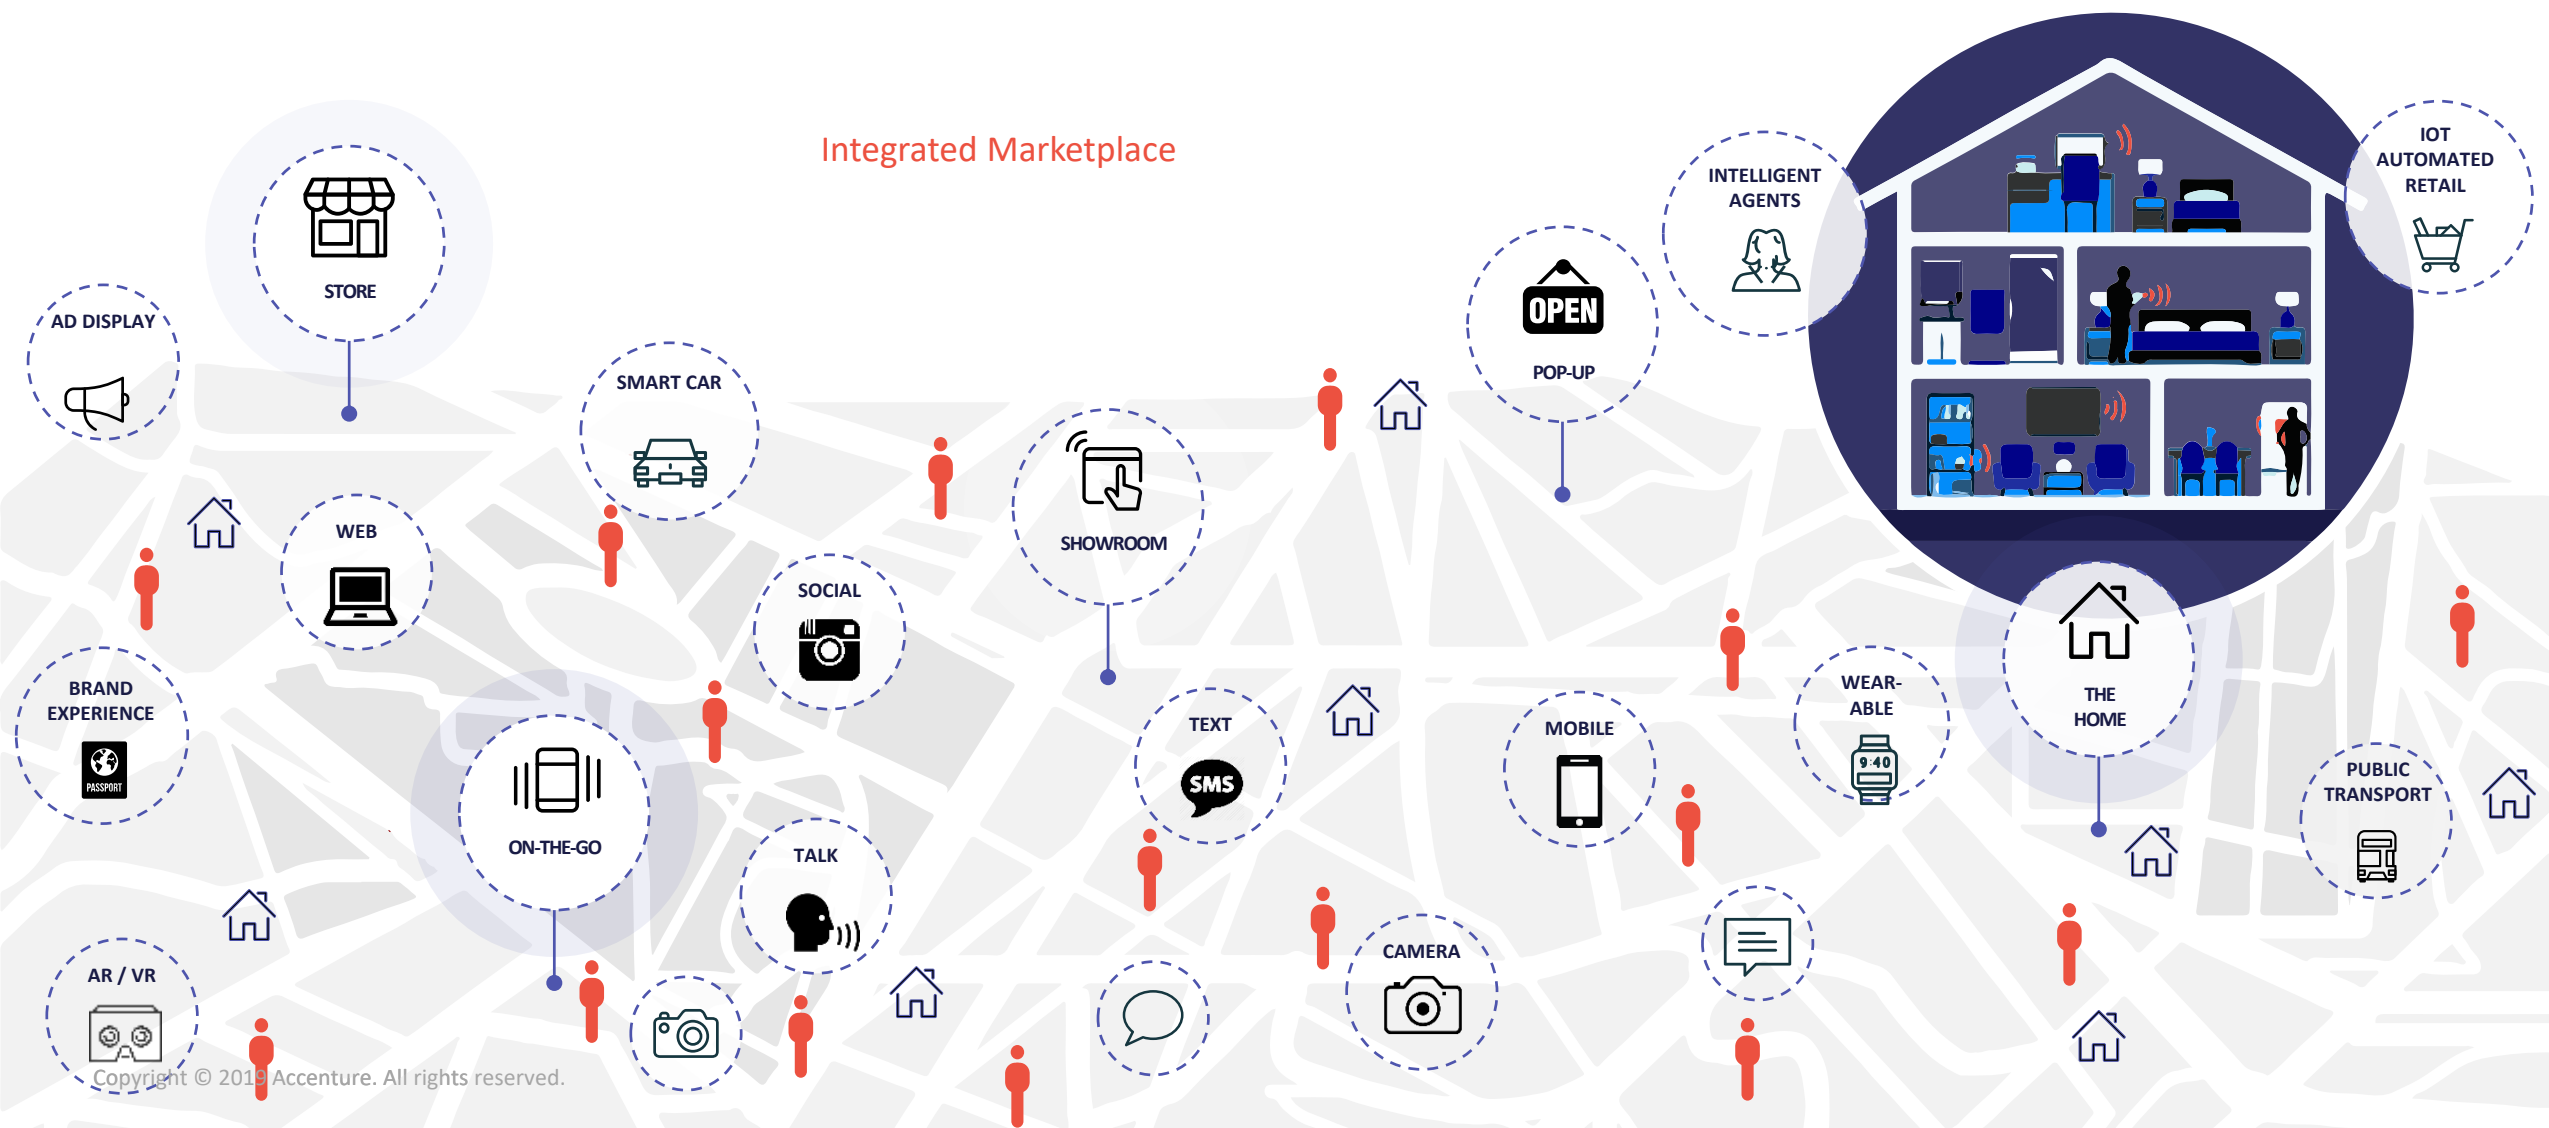 Integrated Marketplace
STORE
AD DISPLAY
SMART CAR
WEB
SOCIAL
SHOWROOM
OPEN
POP-UP
INTELLIGENT
AGENTS
IOT
AUTOMATED
RETAIL
BRAND
EXPERIENCE
PASSPORT
ON-THE-GO
TALK
TEXT
SMS
MOBILE
WEAR-
ABLE
9:40
THE
HOME
PUBLIC
TRANSPORT
AR / VR
CAMERA
Copyright © 2019 Accenture. All rights reserved.